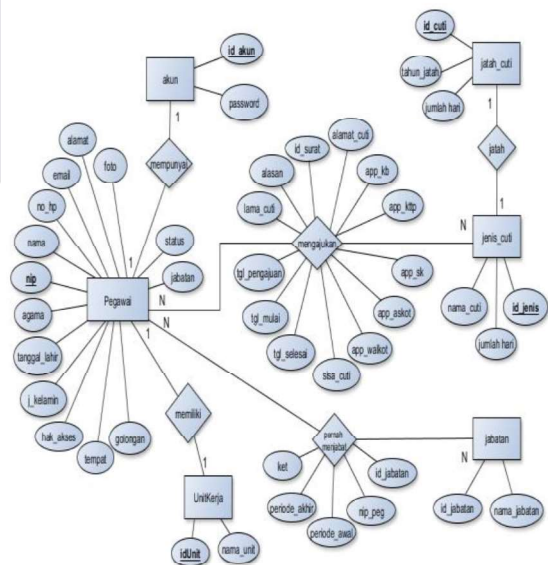 id_cuti
tahun_jatah
jumlah hari
jatah_cuti
1
jatah
1
id_akun
akun
password
1
mempunyai
1
alamat
foto
email
no_hp
nama
nip
agama
tanggal_lahir
j_kelamin
hak_akses
tempat
golongan
status
jabatan
Pegawai
N
N
1
1
alasan
id_surat
alamat_cuti
app_kb
app_kttp
app_sk
app_askot
app_walkot
sisa_cuti
tgl_selesai
tgl_mulai
tgl_pengajuan
lama_cuti
mengajukan
N
jenis_cuti
nama_cuti
jumlah hari
id_jenis
memiliki
1
UnitKerja
idUnit
nama_unit
pernah
menjabat
ket
periode_akhir
periode_awal
nip_peg
id_jabatan
N
jabatan
id_jabatan
nama_jabatan